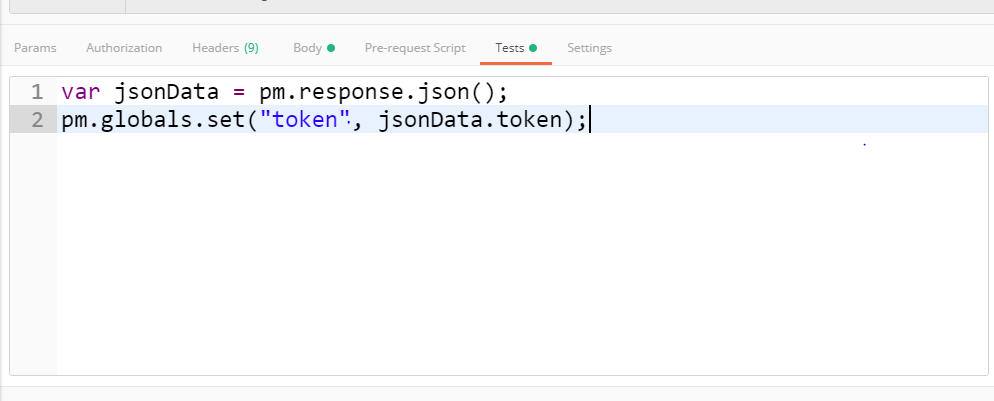 Params Authorization Headers (9) Body Pre-request Script Tests Settings
1 var jsonData = pm.response.json();
2 pm.globals.set("token", jsonData.token);